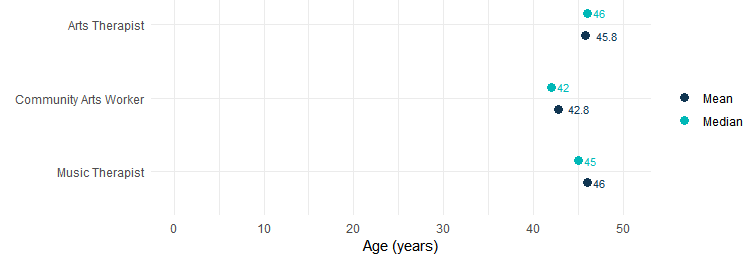 Arts Therapist
46
45.8
Community Arts Worker
42
42.8
Music Therapist
45
46
0 10 20 30 40 50
Age (years)
Mean
Median